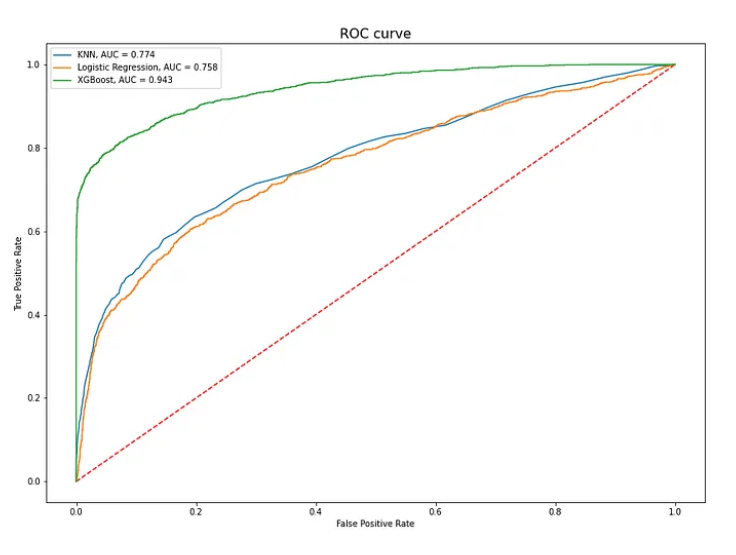 ROC curve
KNN, AUC = 0.774
Logistic Regression, AUC = 0.758
XGBoost, AUC = 0.943
1.0
0.8
0.6
0.4
0.2
0.0
True Positive Rate
0.0 0.2 0.4 0.6 0.8 1.0
False Positive Rate